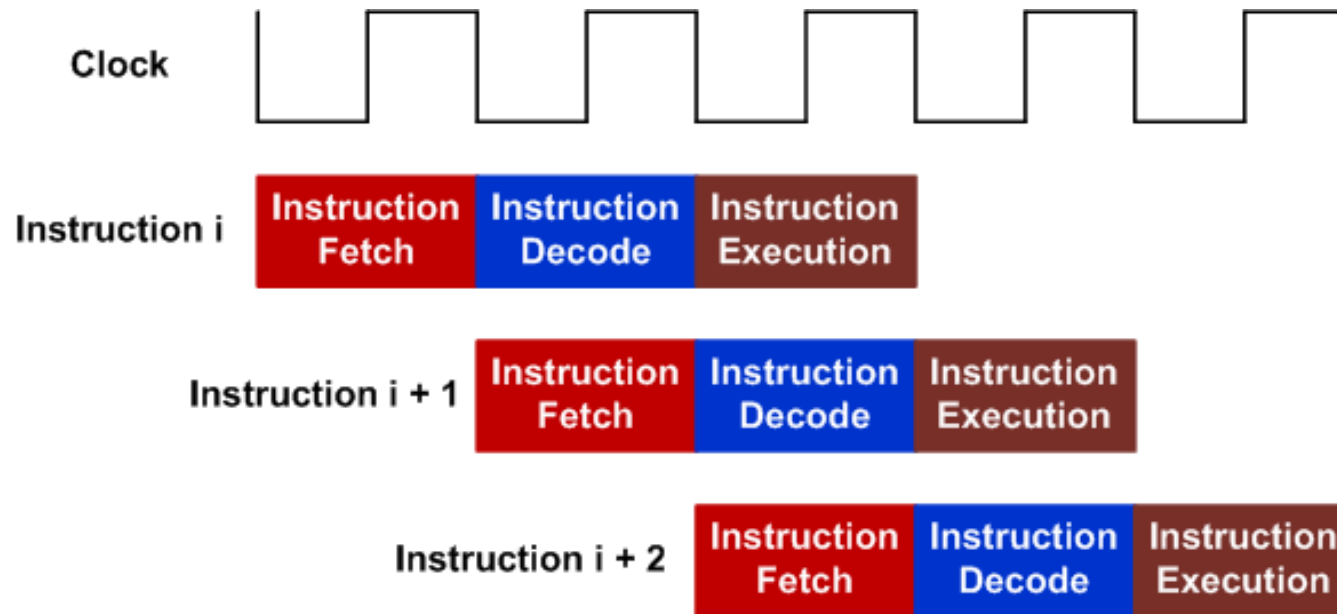 Clock
Instruction i
Instruction
Fetch
Instruction
Decode
Instruction
Execution
Instruction i + 1
Instruction
Fetch
Instruction
Decode
Instruction
Execution
Instruction i + 2
Instruction
Fetch
Instruction
Decode
Instruction
Execution